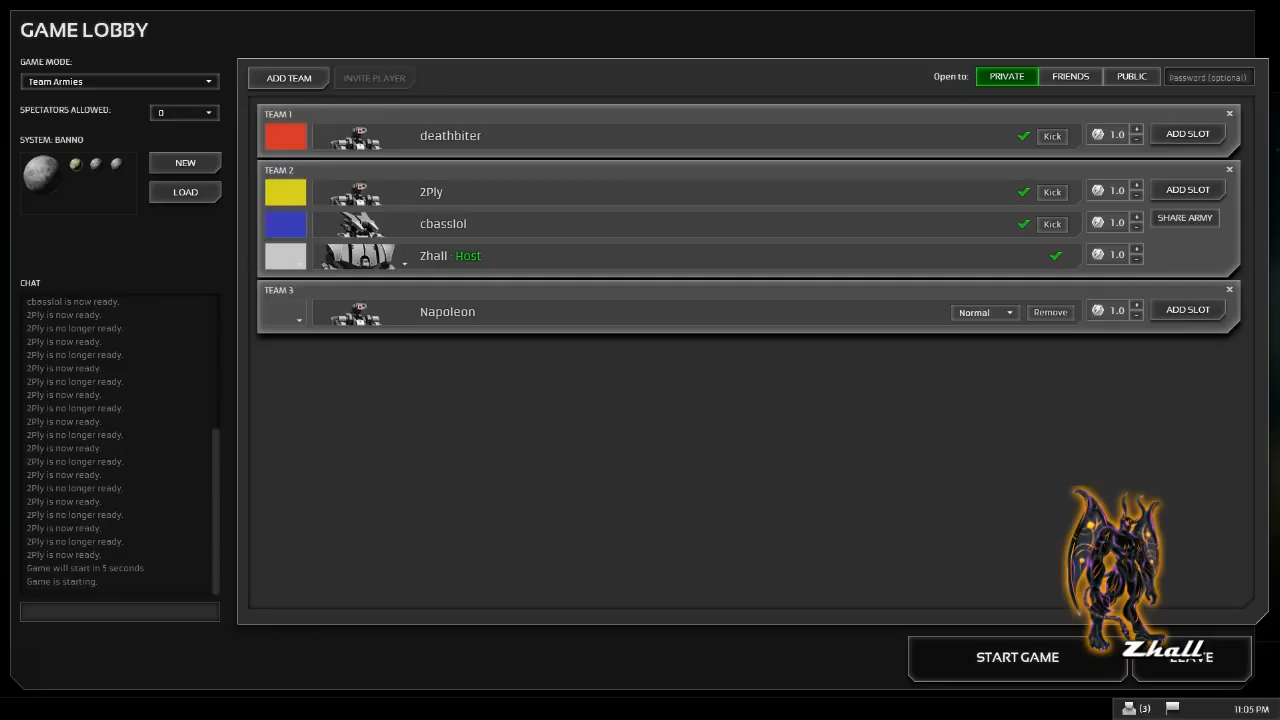 GAME LOBBY
GAME MODE:
Team Armies
SPECTATORS ALLOWED:
0
SYSTEM: BANNO
NEW
LOAD
CHAT
cbasslol is now ready.
2Ply is now ready.
2Ply is no longer ready.
2Ply is now ready.
2Ply is no longer ready.
2Ply is now ready.
2Ply is no longer ready.
2Ply is now ready.
2Ply is no longer ready.
2Ply is now ready.
2Ply is no longer ready.
2Ply is now ready.
2Ply is no longer ready.
2Ply is now ready.
2Ply is no longer ready.
2Ply is now ready.
2Ply is no longer ready.
2Ply is now ready.
2Ply is no longer ready.
2Ply is now ready.
Game will start in 5 seconds
Game is starting.
ADD TEAM
INVITE PLAYER
Open to:
PRIVATE
FRIENDS
PUBLIC
Password (optional)
TEAM 1
x
deathbiter
Kick
1.0
+
-
ADD SLOT
TEAM 2
x
2Ply
Kick
1.0
+
-
ADD SLOT
cbasslol
Kick
1.0
+
-
SHARE ARMY
Zhall : Host
1.0
+
-
TEAM 3
x
Napoleon
Normal
Remove
1.0
+
-
ADD SLOT
START GAME
LEAVE
Zhall
(3)
11:05 PM